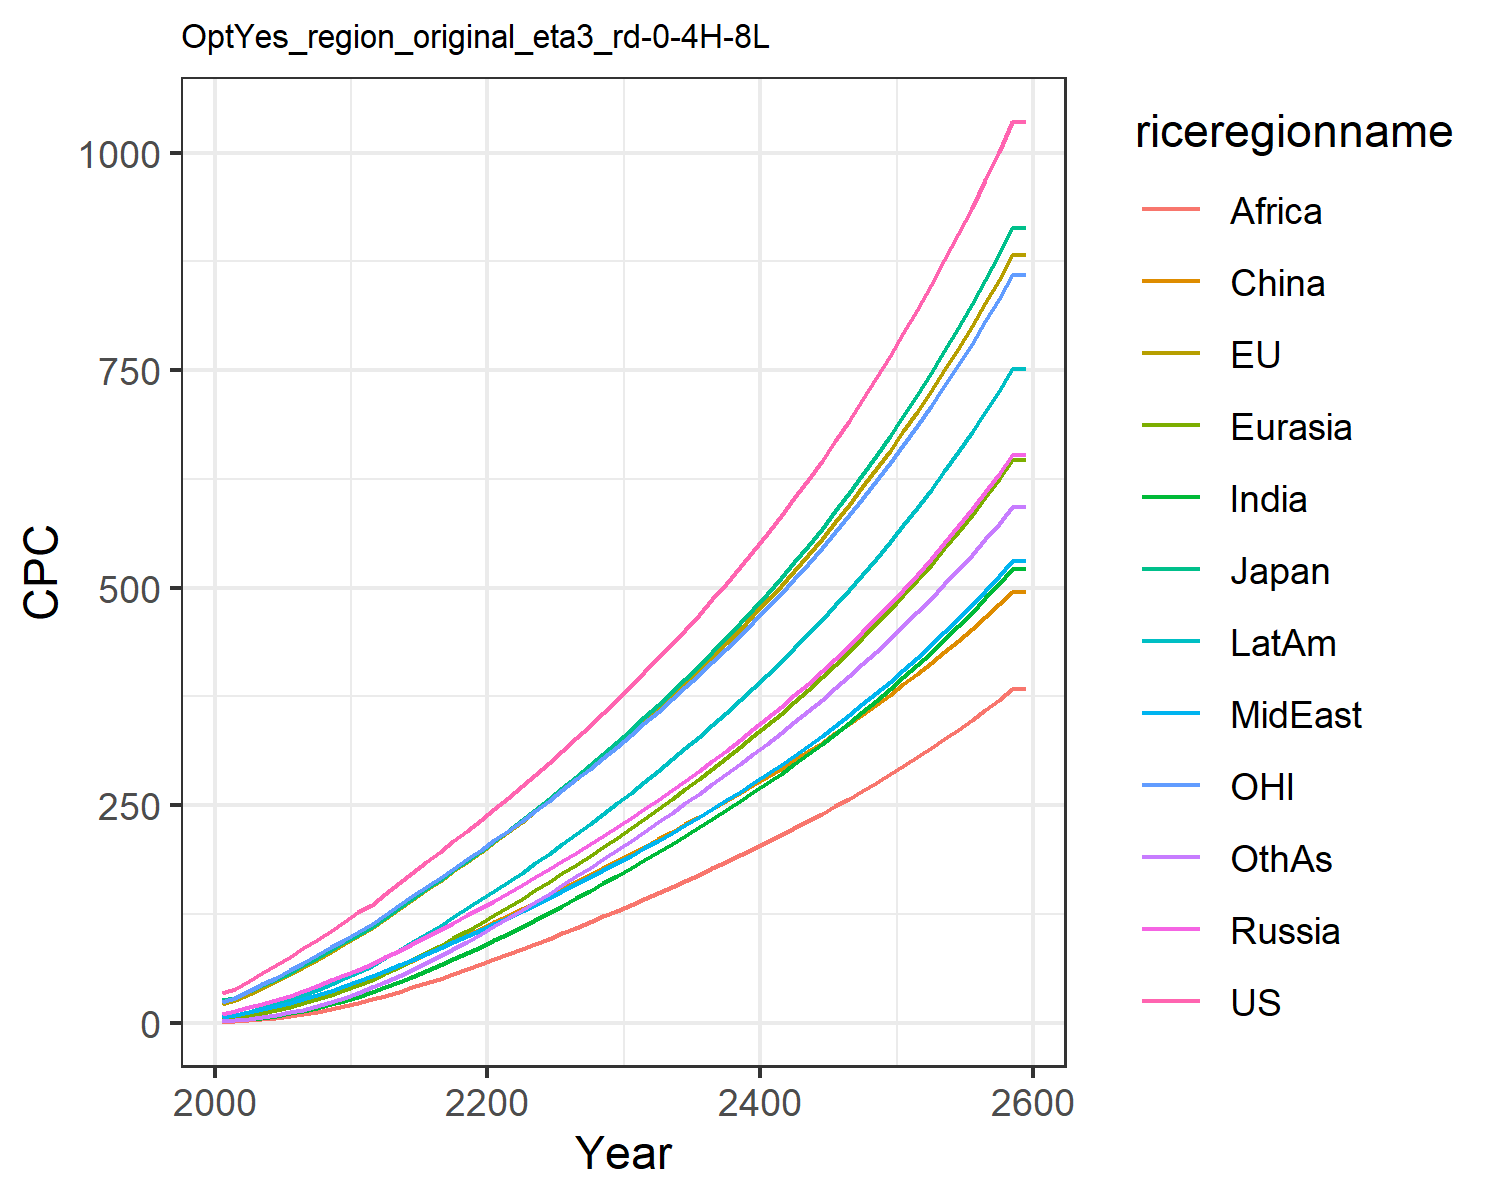 OptYes_region_original_eta3_rd-0-4H-8L
1000
750
500
250
0
CPC
2000 2200 2400 2600
Year
riceregionname
Africa
China
EU
Eurasia
India
Japan
LatAm
MidEast
OHI
OthAs
Russia
US